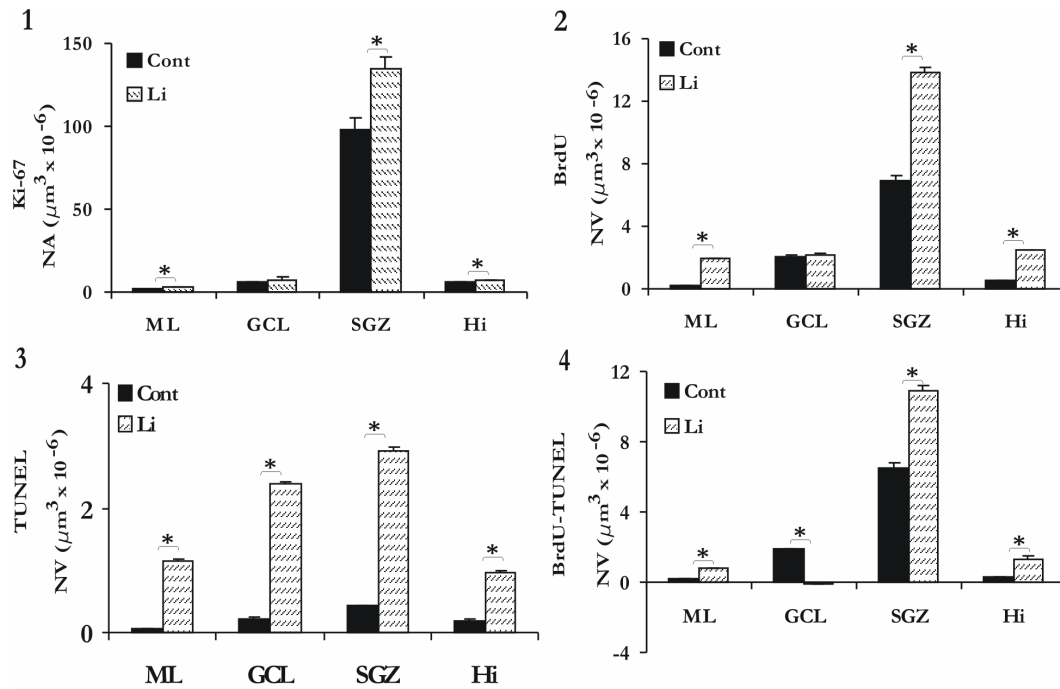 1
Ki-67
NA (μm³ x 10⁻⁶)
150
100
50
0
Cont
Li
*
*
*
ML GCL SGZ Hi
2
BrdU
NV (μm³ x 10⁻⁶)
16
12
8
4
0
Cont
Li
*
*
*
ML GCL SGZ Hi
3
TUNEL
NV (μm³ x 10⁻⁶)
4
2
0
Cont
Li
*
*
*
*
ML GCL SGZ Hi
4
BrdU-TUNEL
NV (μm³ x 10⁻⁶)
12
8
4
0
-4
Cont
Li
*
*
*
*
ML GCL SGZ Hi